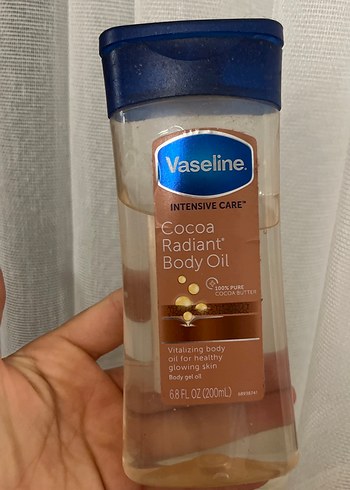 Vaseline.
INTENSIVE CARE™
Cocoa
Radiant®
Body Oil
100% PURE
COCOA BUTTER
Vitalizing body
oil for healthy
glowing skin
Body gel oil
6.8 FL OZ (200mL)